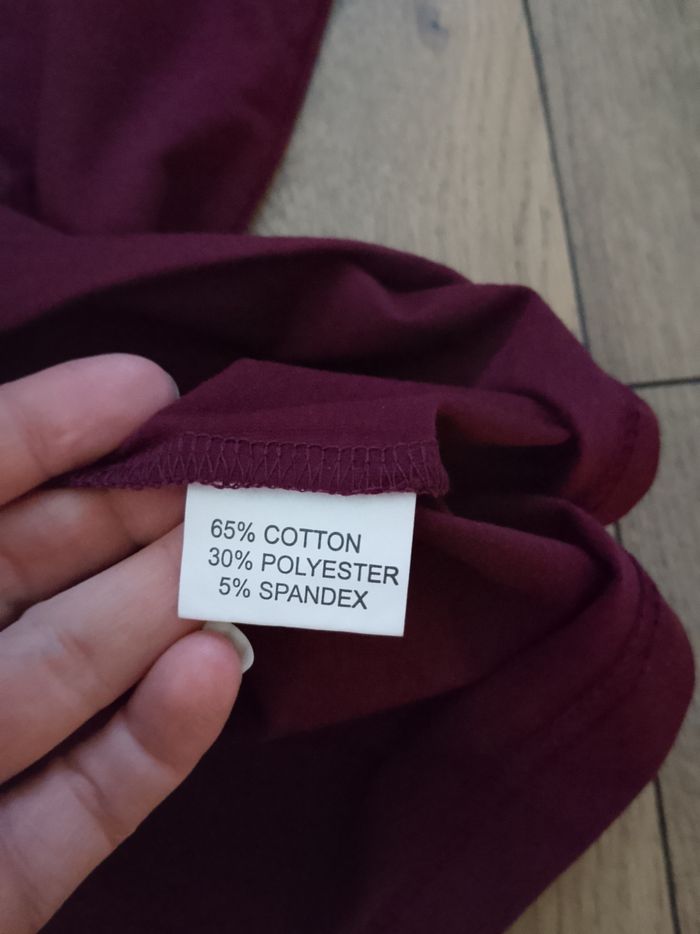 65% COTTON
30% POLYESTER
5% SPANDEX